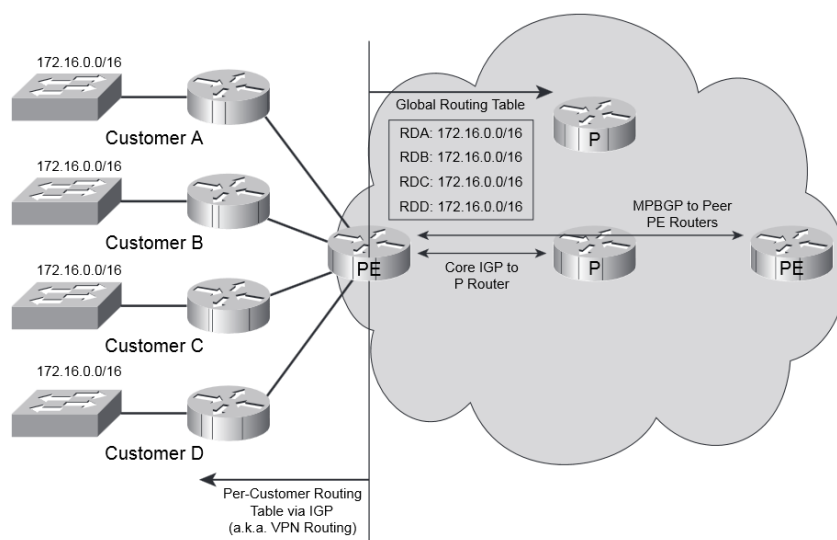 172.16.0.0/16
Customer A
172.16.0.0/16
Customer B
172.16.0.0/16
Customer C
172.16.0.0/16
Customer D
Per-Customer Routing
Table via IGP
(a.k.a. VPN Routing)
Global Routing Table
RDA: 172.16.0.0/16
RDB: 172.16.0.0/16
RDC: 172.16.0.0/16
RDD: 172.16.0.0/16
P
MPBGP to Peer
PE Routers
PE
Core IGP to
P Router
P
PE